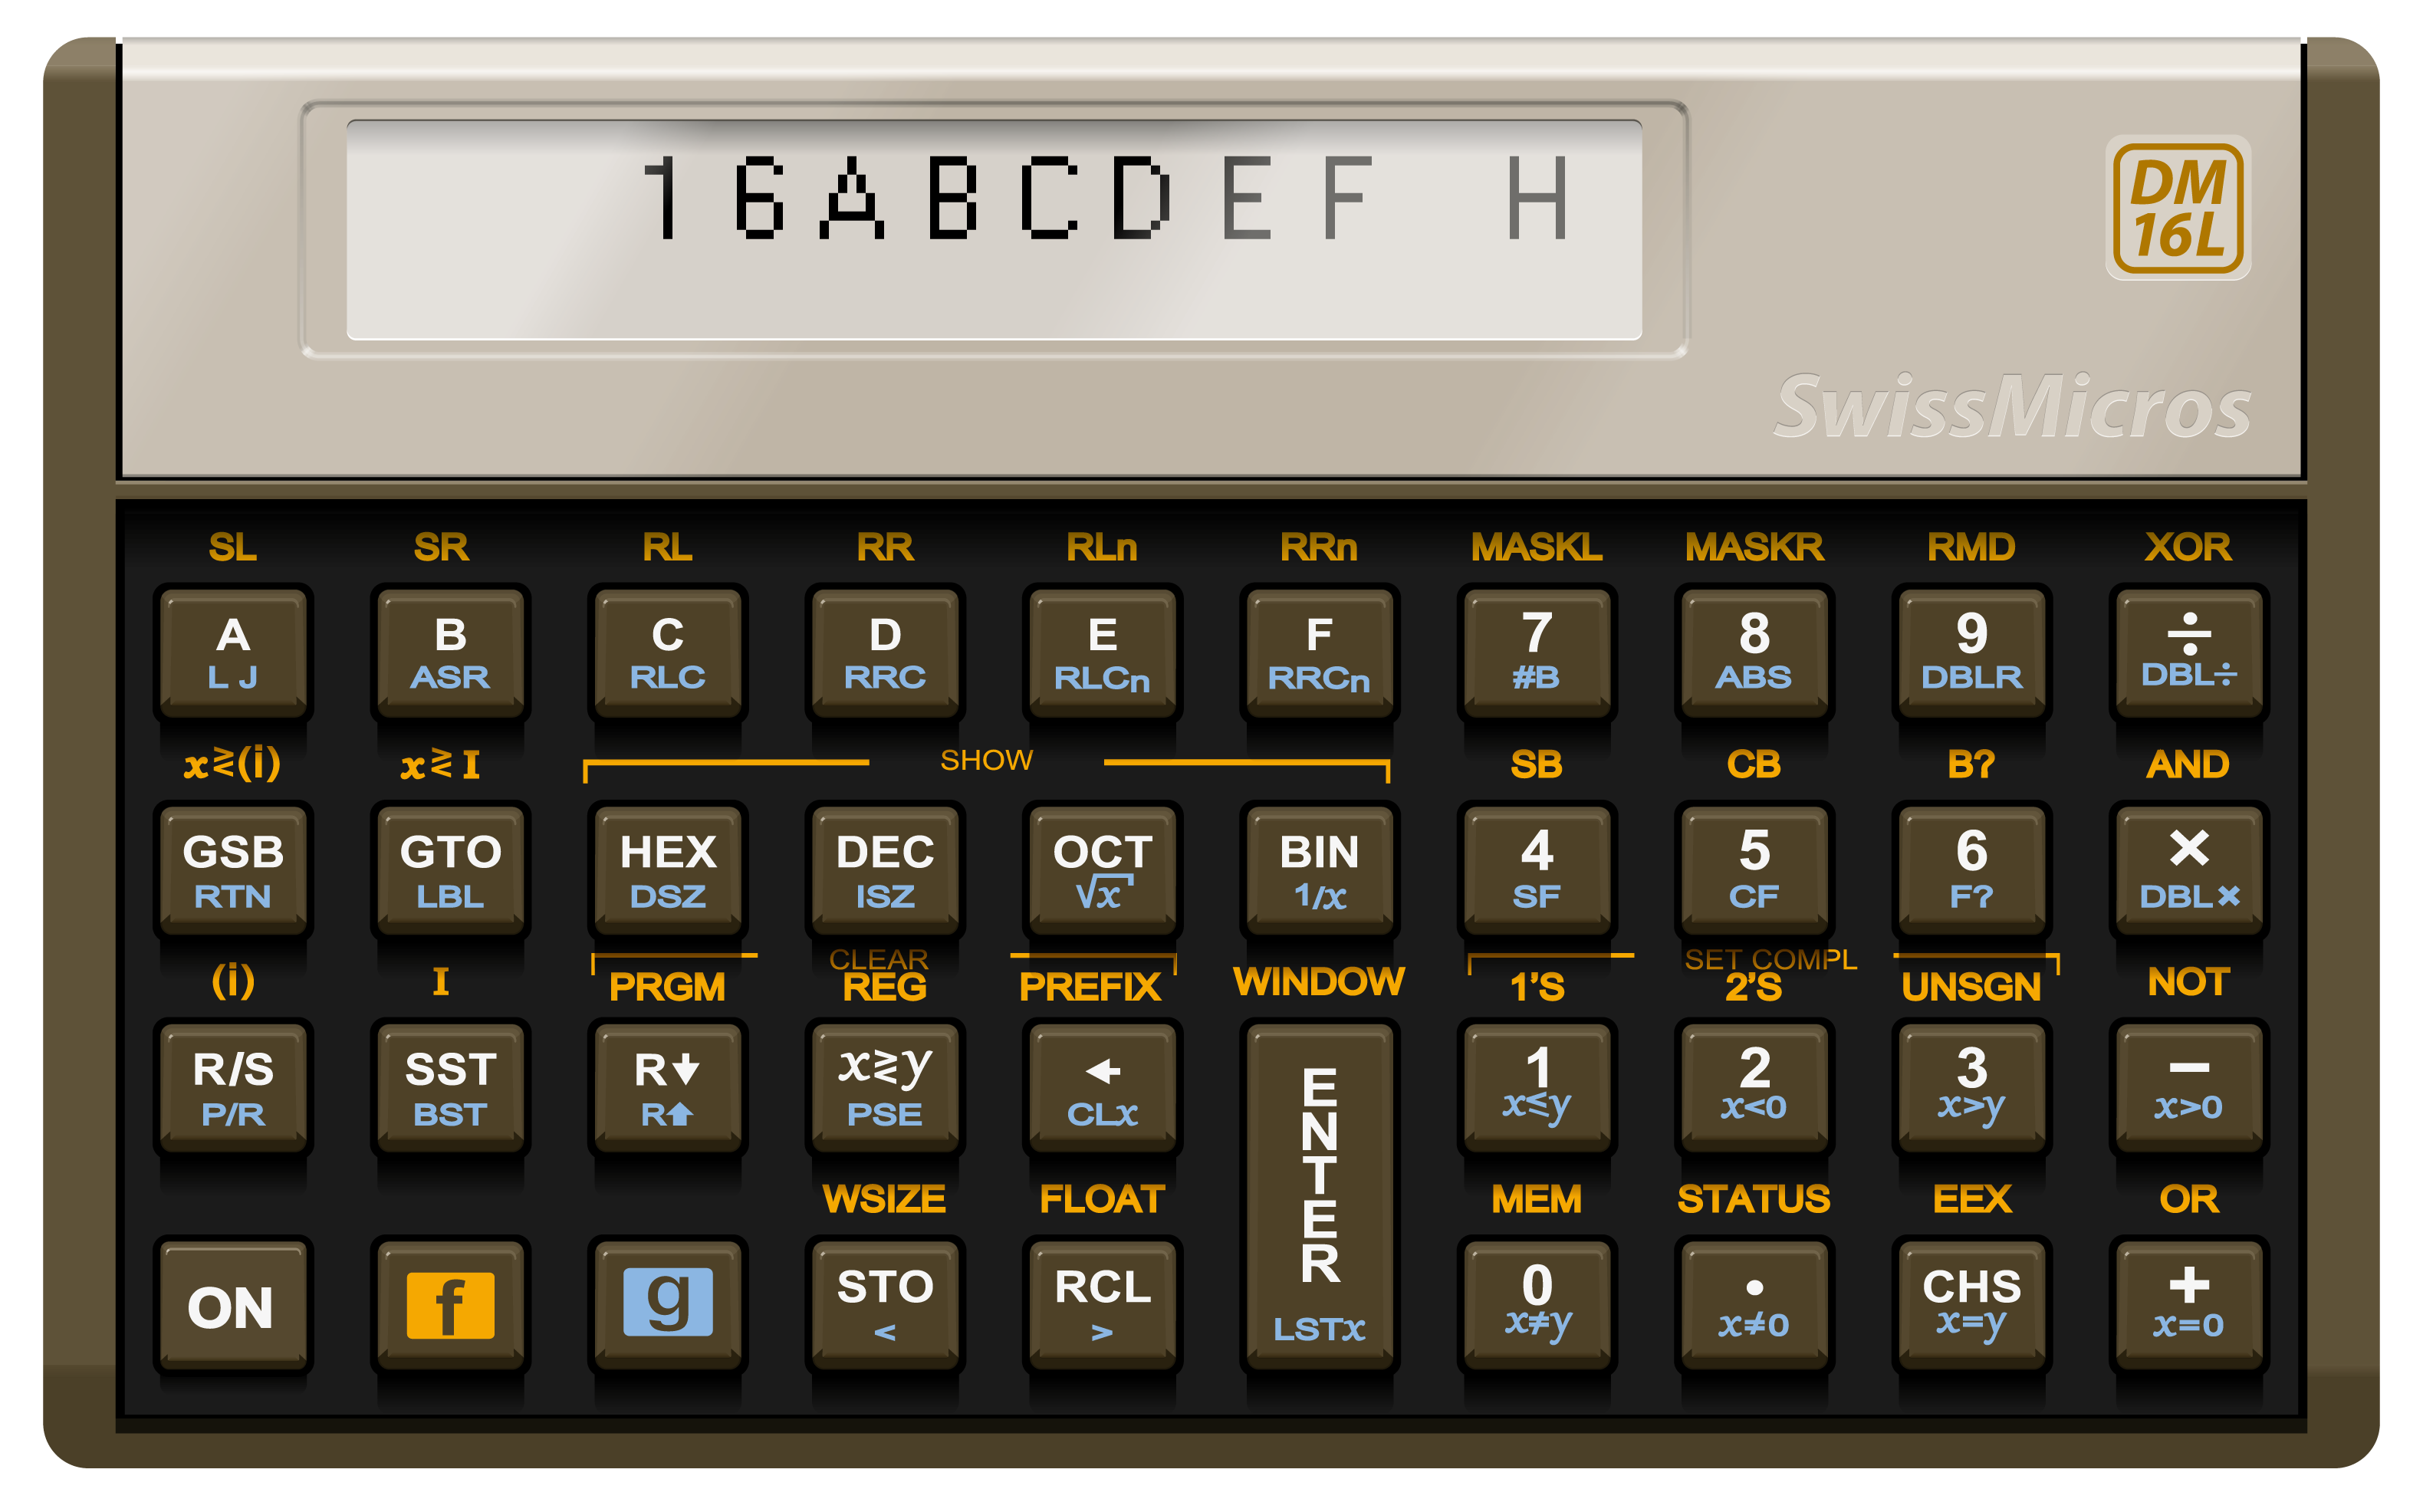 16ABCDEF H
DM
16L
SwissMicros
SL SR RL RR RLn RRn MASKL MASKR RMD XOR
A B C D E F 7 8 9 ÷
L J ASR RLC RRC RLCn RRCn #B ABS DBLR DBL÷
x≷(i) x≷I SHOW SB CB B? AND
GSB GTO HEX DEC OCT BIN 4 5 6 ×
RTN LBL DSZ ISZ √x 1/x SF CF F? DBL×
CLEAR SET COMPL
(i) I PRGM REG PREFIX WINDOW 1'S 2'S UNSGN NOT
R/S SST R↓ x≷y ← ENTER 1 2 3 −
P/R BST R↑ PSE CLx x≤y x<0 x>y x>0
WSIZE FLOAT MEM STATUS EEX OR
ON f g STO RCL 0 • CHS +
< > LSTx x≠y x≠0 x=y x=0